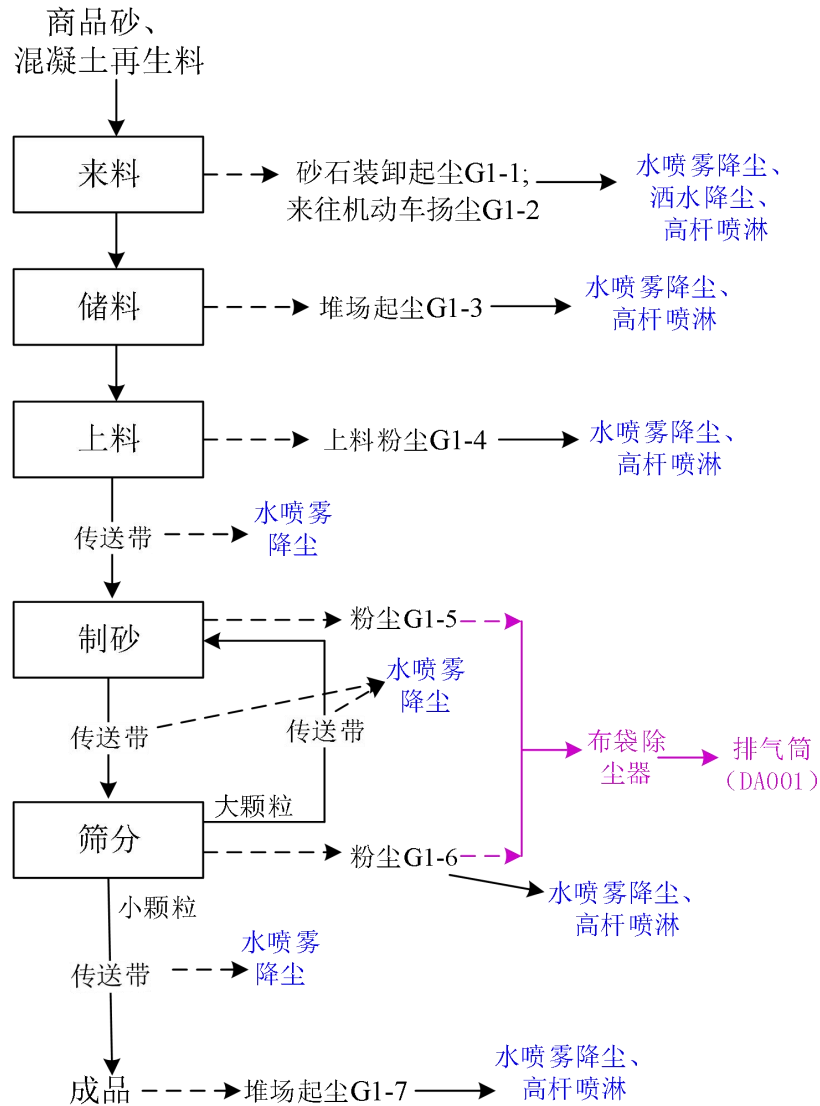 商品砂、
混凝土再生料
来料
砂石装卸起尘G1-1;
来往机动车扬尘G1-2
水喷雾降尘、
洒水降尘、
高杆喷淋
储料
堆场起尘G1-3
水喷雾降尘、
高杆喷淋
上料
上料粉尘G1-4
水喷雾降尘、
高杆喷淋
传送带
水喷雾
降尘
制砂
粉尘G1-5
水喷雾
降尘
传送带
传送带
布袋除
尘器
排气筒
（DA001）
大颗粒
筛分
粉尘G1-6
水喷雾降尘、
高杆喷淋
小颗粒
传送带
水喷雾
降尘
成品
堆场起尘G1-7
水喷雾降尘、
高杆喷淋